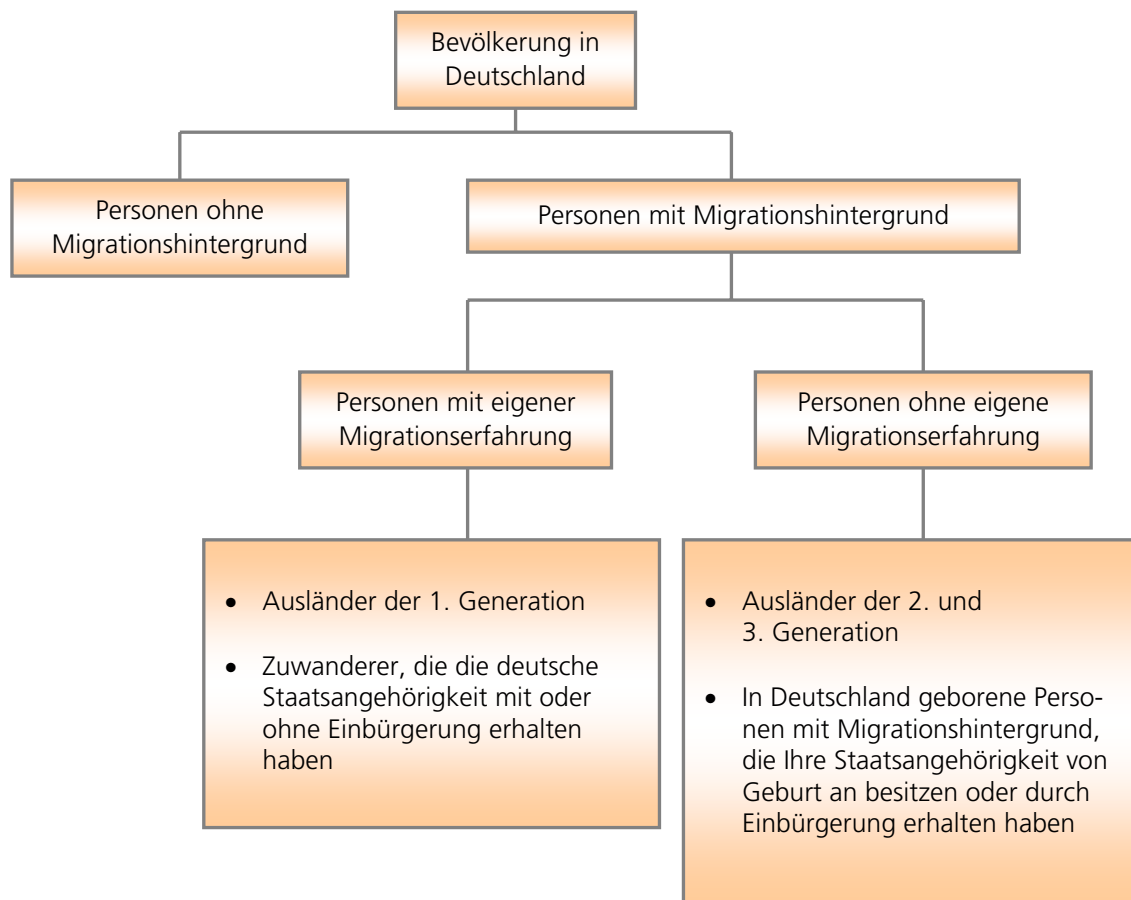 Bevölkerung in
Deutschland
Personen ohne
Migrationshintergrund
Personen mit Migrationshintergrund
Personen mit eigener
Migrationserfahrung
Personen ohne eigene
Migrationserfahrung
• Ausländer der 1. Generation
• Zuwanderer, die die deutsche
Staatsangehörigkeit mit oder
ohne Einbürgerung erhalten
haben
• Ausländer der 2. und
3. Generation
• In Deutschland geborene Perso-
nen mit Migrationshintergrund,
die Ihre Staatsangehörigkeit von
Geburt an besitzen oder durch
Einbürgerung erhalten haben